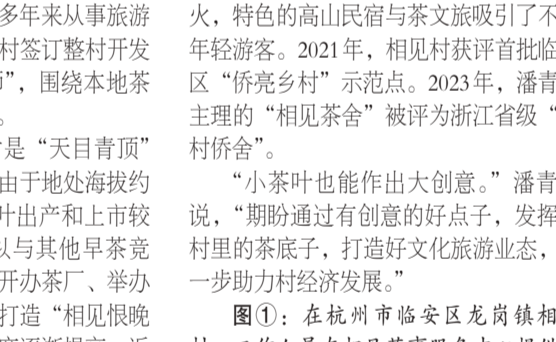 多年来从事旅游
村签订整村开发
”，围绕本地茶
。
是“天目青顶”
由于地处海拔约
叶出产和上市较
以与其他早茶竞
开办茶厂、举办
打造“相见恨晚
火，特色的高山民宿与茶文旅吸引了不
年轻游客。2021年，相见村获评首批临
区“侨亮乡村”示范点。2023年，潘青
主理的“相见茶舍”被评为浙江省级“
村侨舍”。
“小茶叶也能作出大创意。”潘青
说，“期盼通过有创意的好点子，发挥
村里的茶底子，打造好文化旅游业态，
一步助力村经济发展。”
图①：在杭州市临安区龙岗镇相